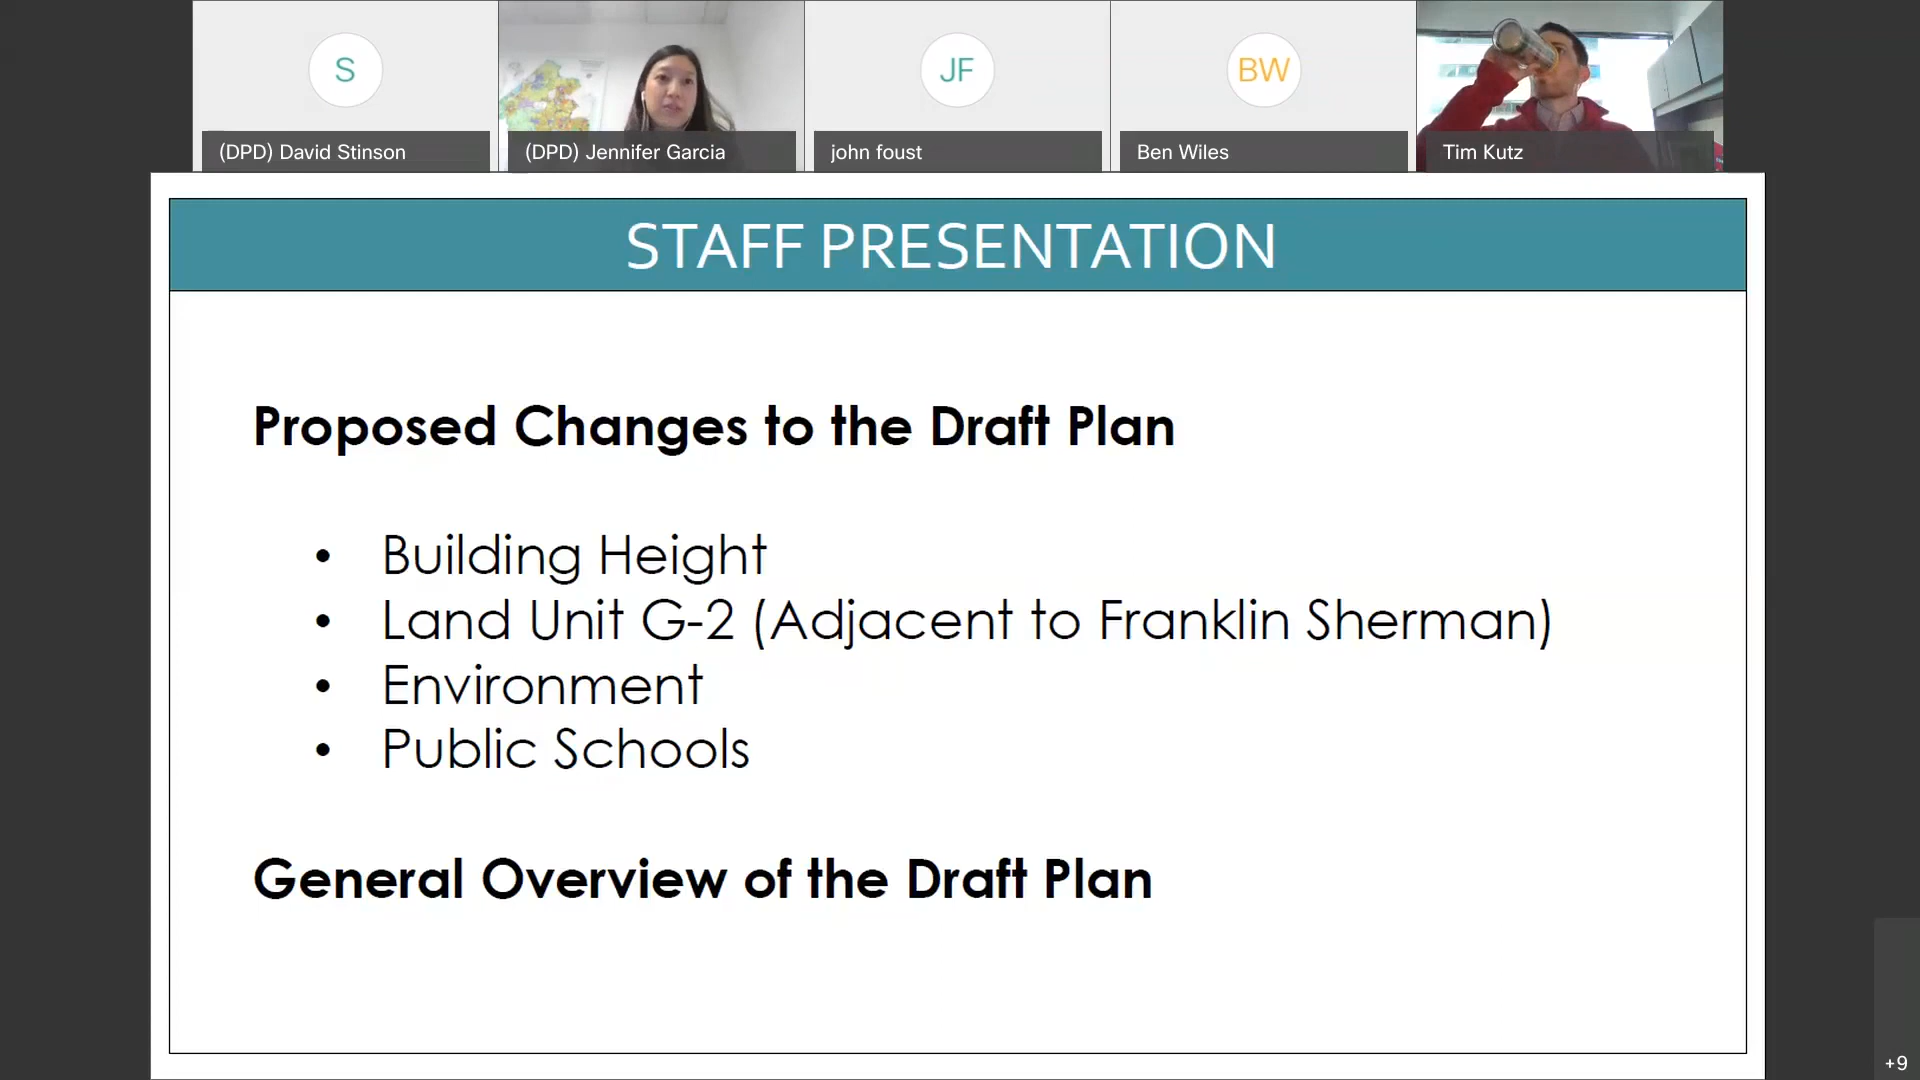 S
JF
BW
(DPD) David Stinson
(DPD) Jennifer Garcia
john foust
Ben Wiles
Tim Kutz
STAFF PRESENTATION
Proposed Changes to the Draft Plan
• Building Height
• Land Unit G-2 (Adjacent to Franklin Sherman)
• Environment
• Public Schools
General Overview of the Draft Plan
+9